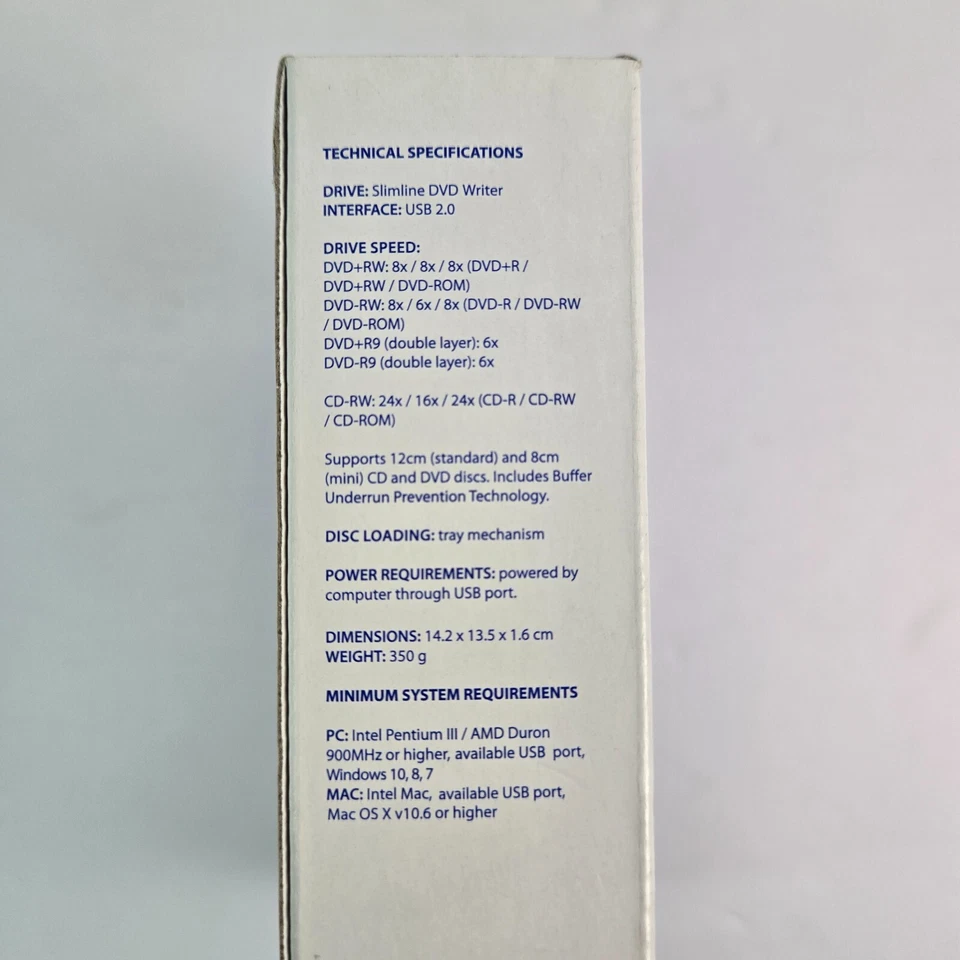 TECHNICAL SPECIFICATIONS
DRIVE: Slimline DVD Writer
INTERFACE: USB 2.0
DRIVE SPEED:
DVD+RW: 8x / 8x / 8x (DVD+R /
DVD+RW / DVD-ROM)
DVD-RW: 8x / 6x / 8x (DVD-R / DVD-RW
/ DVD-ROM)
DVD+R9 (double layer): 6x
DVD-R9 (double layer): 6x
CD-RW: 24x / 16x / 24x (CD-R / CD-RW
/ CD-ROM)
Supports 12cm (standard) and 8cm
(mini) CD and DVD discs. Includes Buffer
Underrun Prevention Technology.
DISC LOADING: tray mechanism
POWER REQUIREMENTS: powered by
computer through USB port.
DIMENSIONS: 14.2 x 13.5 x 1.6 cm
WEIGHT: 350 g
MINIMUM SYSTEM REQUIREMENTS
PC: Intel Pentium III / AMD Duron
900MHz or higher, available USB port,
Windows 10, 8, 7
MAC: Intel Mac, available USB port,
Mac OS X v10.6 or higher